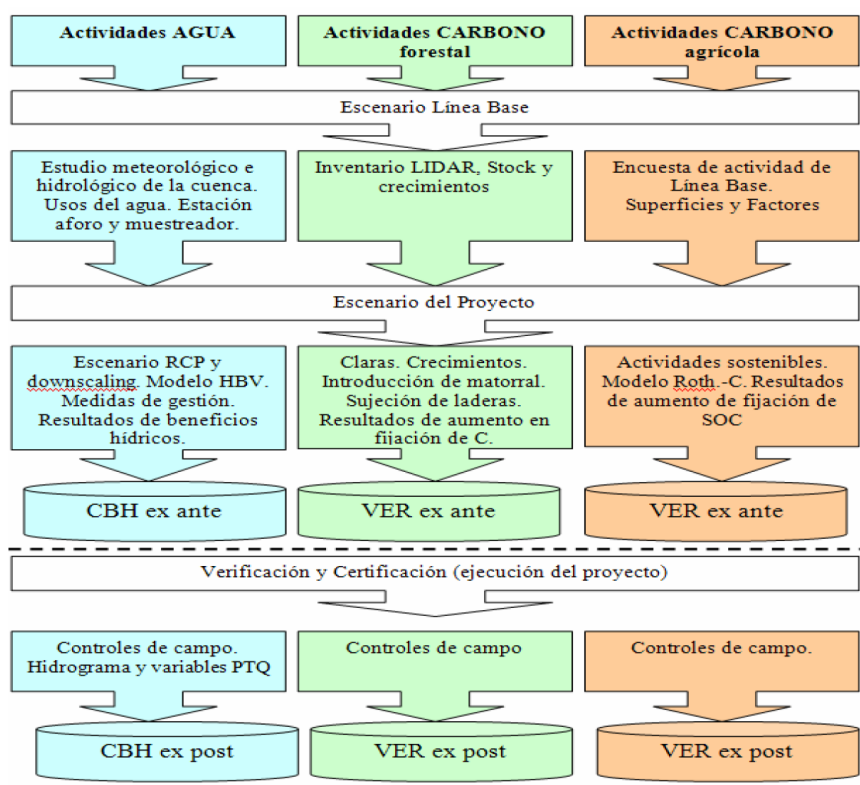 Actividades AGUA
Actividades CARBONO
forestal
Actividades CARBONO
agrícola
Escenario Línea Base
Estudio meteorológico e
hidrológico de la cuenca.
Usos del agua. Estación
aforo y muestreador.
Inventario LIDAR, Stock y
crecimientos
Encuesta de actividad de
Línea Base.
Superficies y Factores
Escenario del Proyecto
Escenario RCP y
downscaling. Modelo HBV.
Medidas de gestión.
Resultados de beneficios
hídricos.
Claras. Crecimientos.
Introducción de matorral.
Sujeción de laderas.
Resultados de aumento en
fijación de C.
Actividades sostenibles.
Modelo Roth.-C. Resultados
de aumento de fijación de
SOC
CBH ex ante
VER ex ante
VER ex ante
Verificación y Certificación (ejecución del proyecto)
Controles de campo.
Hidrograma y variables PTQ
Controles de campo
Controles de campo.
CBH ex post
VER ex post
VER ex post